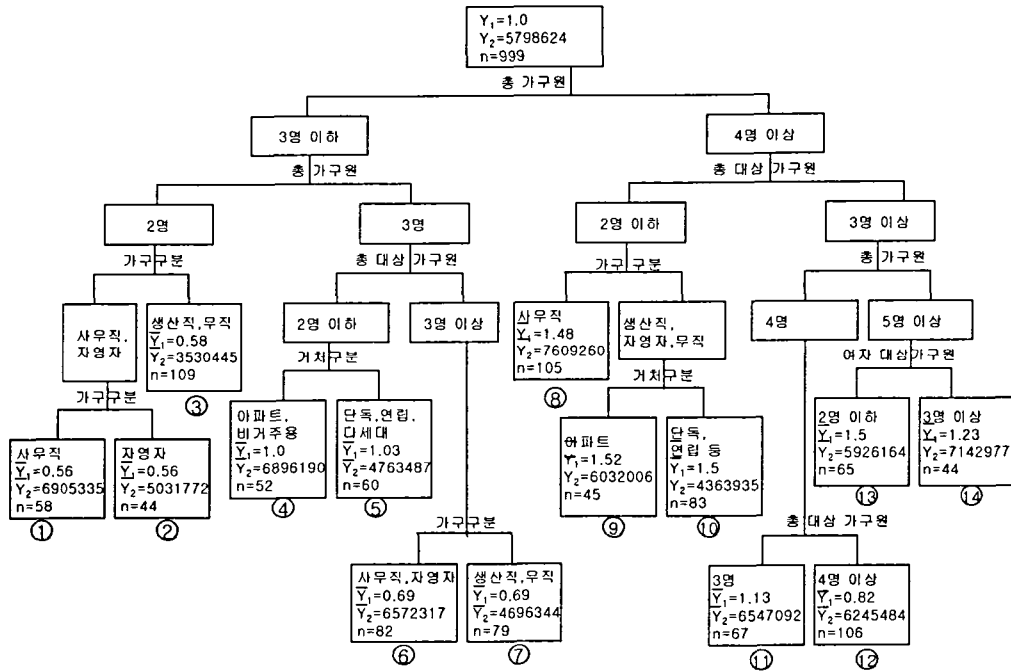 Y₁=1.0
Y₂=5798624
n=999
총 가구원
3명 이하
4명 이상
총 가구원
총 대상 가구원
2명
3명
2명 이하
3명 이상
가구구분
총 대상 가구원
가구구분
총 가구원
사무직,
자영자
생산직,무직
Y̅₁=0.58
Y̅₂=3530445
n=109
③
2명 이하
3명 이상
사무직
Y̅₁=1.48
Y̅₂=7609260
n=105
⑧
생산직,
자영자,무직
4명
5명 이상
가구구분
거처구분
거처구분
여자 대상가구원
사무직
Y̅₁=0.56
Y̅₂=6905335
n=58
①
자영자
Y̅₁=0.56
Y̅₂=5031772
n=44
②
아파트,
비거주용
Y̅₁=1.0
Y̅₂=6896190
n=52
④
단독,연립,
다세대
Y̅₁=1.03
Y̅₂=4763487
n=60
⑤
아파트
Y̅₁=1.52
Y̅₂=6032006
n=45
⑨
단독,
연립 등
Y̅₁=1.5
Y̅₂=4363935
n=83
⑩
2명 이하
Y̅₁=1.5
Y̅₂=5926164
n=65
⑬
3명 이상
Y̅₁=1.23
Y̅₂=7142977
n=44
⑭
가구구분
총 대상 가구원
사무직,자영자
Y̅₁=0.69
Y̅₂=6572317
n=82
⑥
생산직,무직
Y̅₁=0.69
Y̅₂=4696344
n=79
⑦
3명
Y̅₁=1.13
Y̅₂=6547092
n=67
⑪
4명 이상
Y̅₁=0.82
Y̅₂=6245484
n=106
⑫